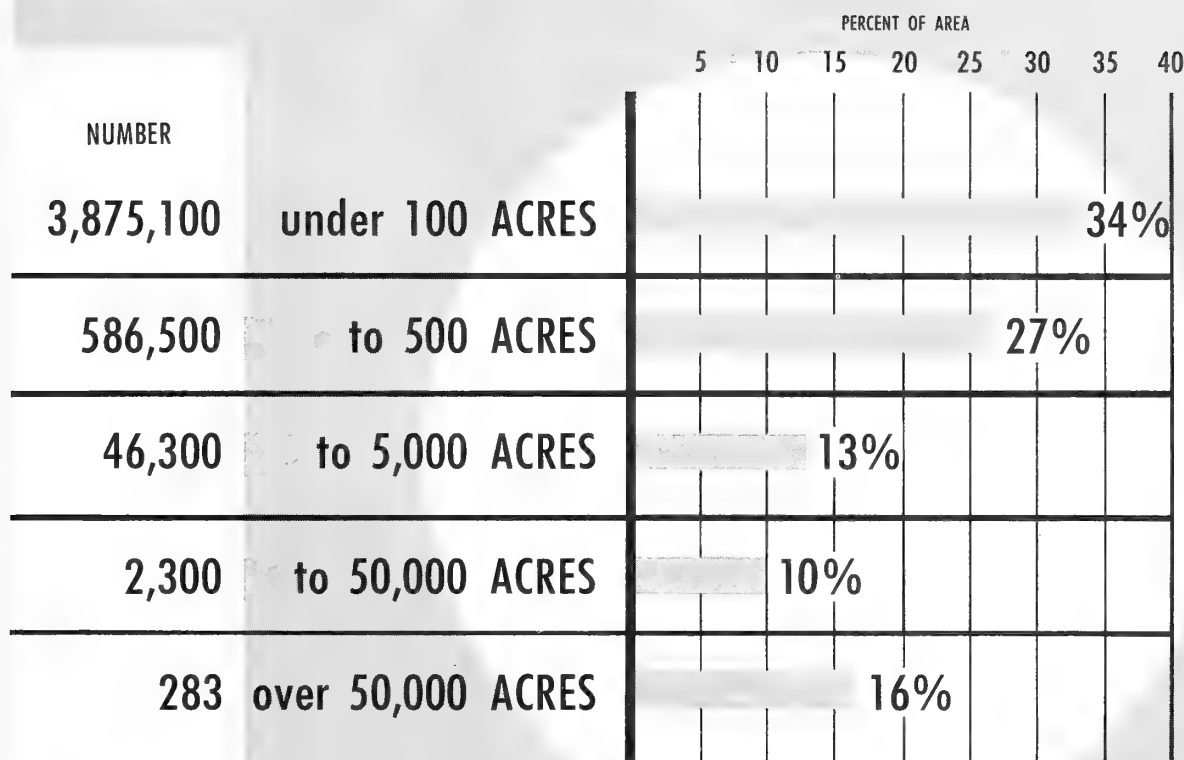 PERCENT OF AREA
5 10 15 20 25 30 35 40
NUMBER
3,875,100 under 100 ACRES 34%
586,500 to 500 ACRES 27%
46,300 to 5,000 ACRES 13%
2,300 to 50,000 ACRES 10%
283 over 50,000 ACRES 16%